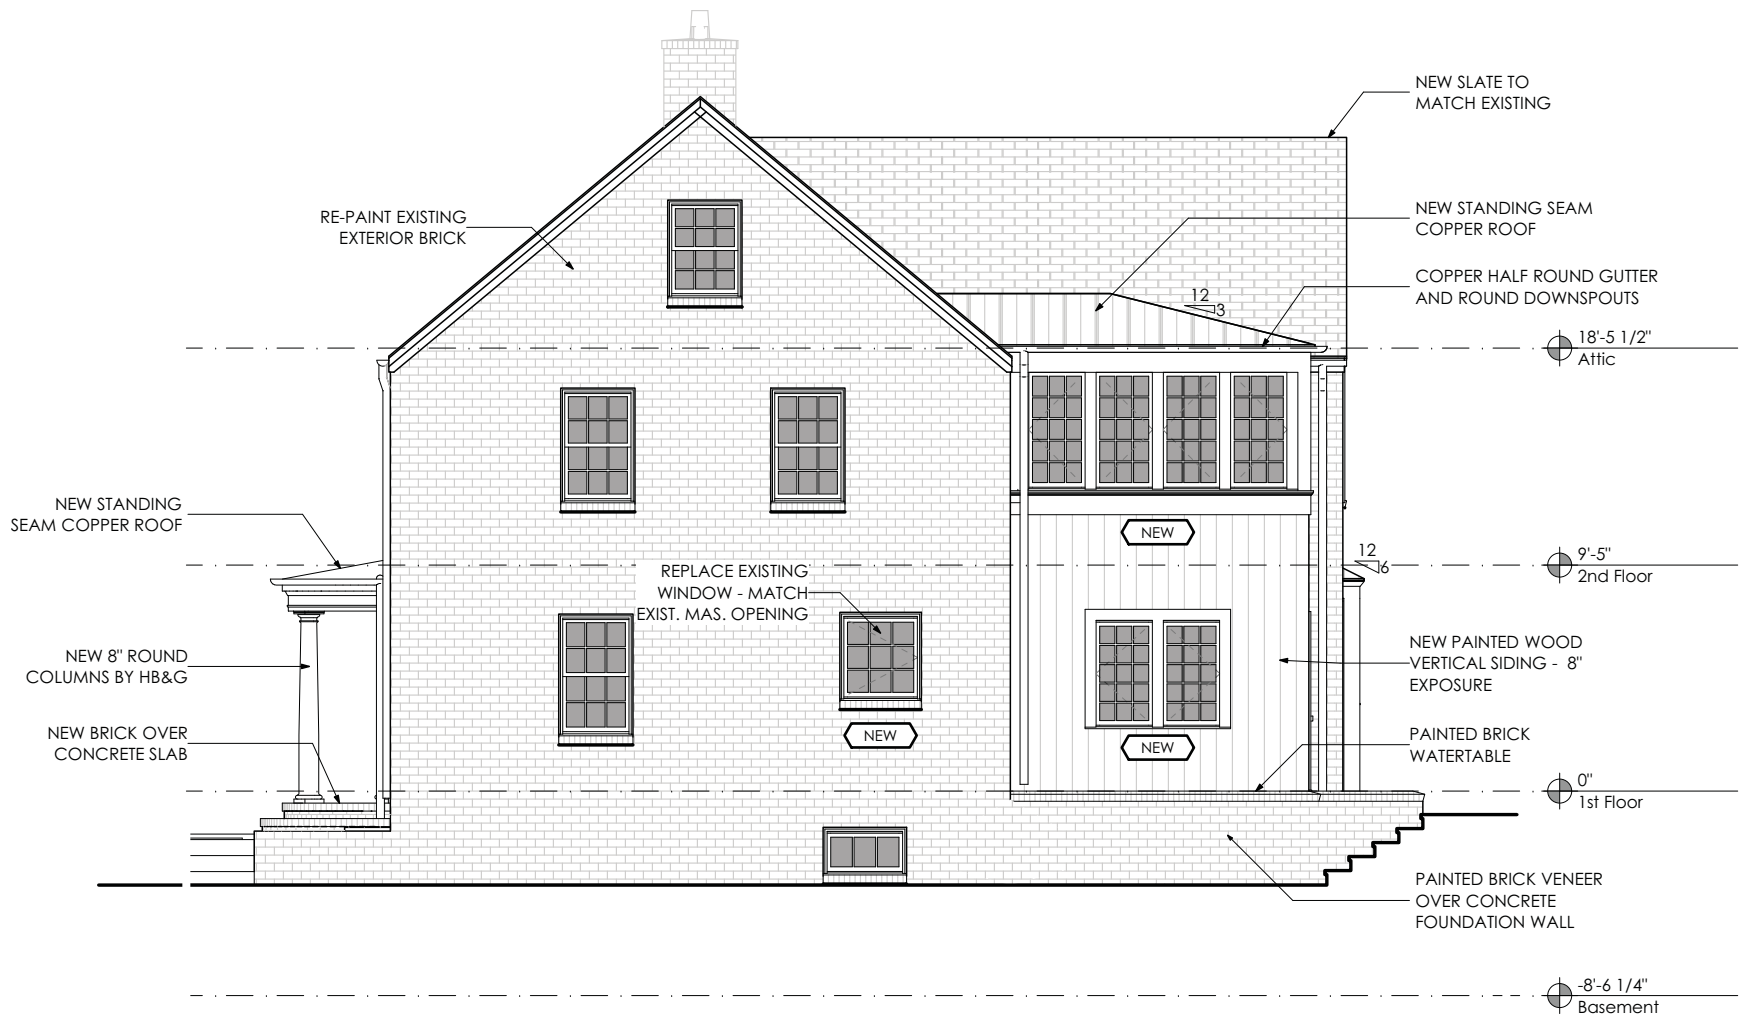 NEW SLATE TO
MATCH EXISTING
RE-PAINT EXISTING
EXTERIOR BRICK
NEW STANDING SEAM
COPPER ROOF
COPPER HALF ROUND GUTTER
AND ROUND DOWNSPOUTS
12
3
18'-5 1/2"
Attic
NEW STANDING
SEAM COPPER ROOF
NEW
12
6
9'-5"
2nd Floor
REPLACE EXISTING
WINDOW - MATCH
EXIST. MAS. OPENING
NEW 8" ROUND
COLUMNS BY HB&G
NEW PAINTED WOOD
VERTICAL SIDING - 8"
EXPOSURE
NEW BRICK OVER
CONCRETE SLAB
NEW
NEW
PAINTED BRICK
WATERTABLE
0"
1st Floor
PAINTED BRICK VENEER
OVER CONCRETE
FOUNDATION WALL
-8'-6 1/4"
Basement